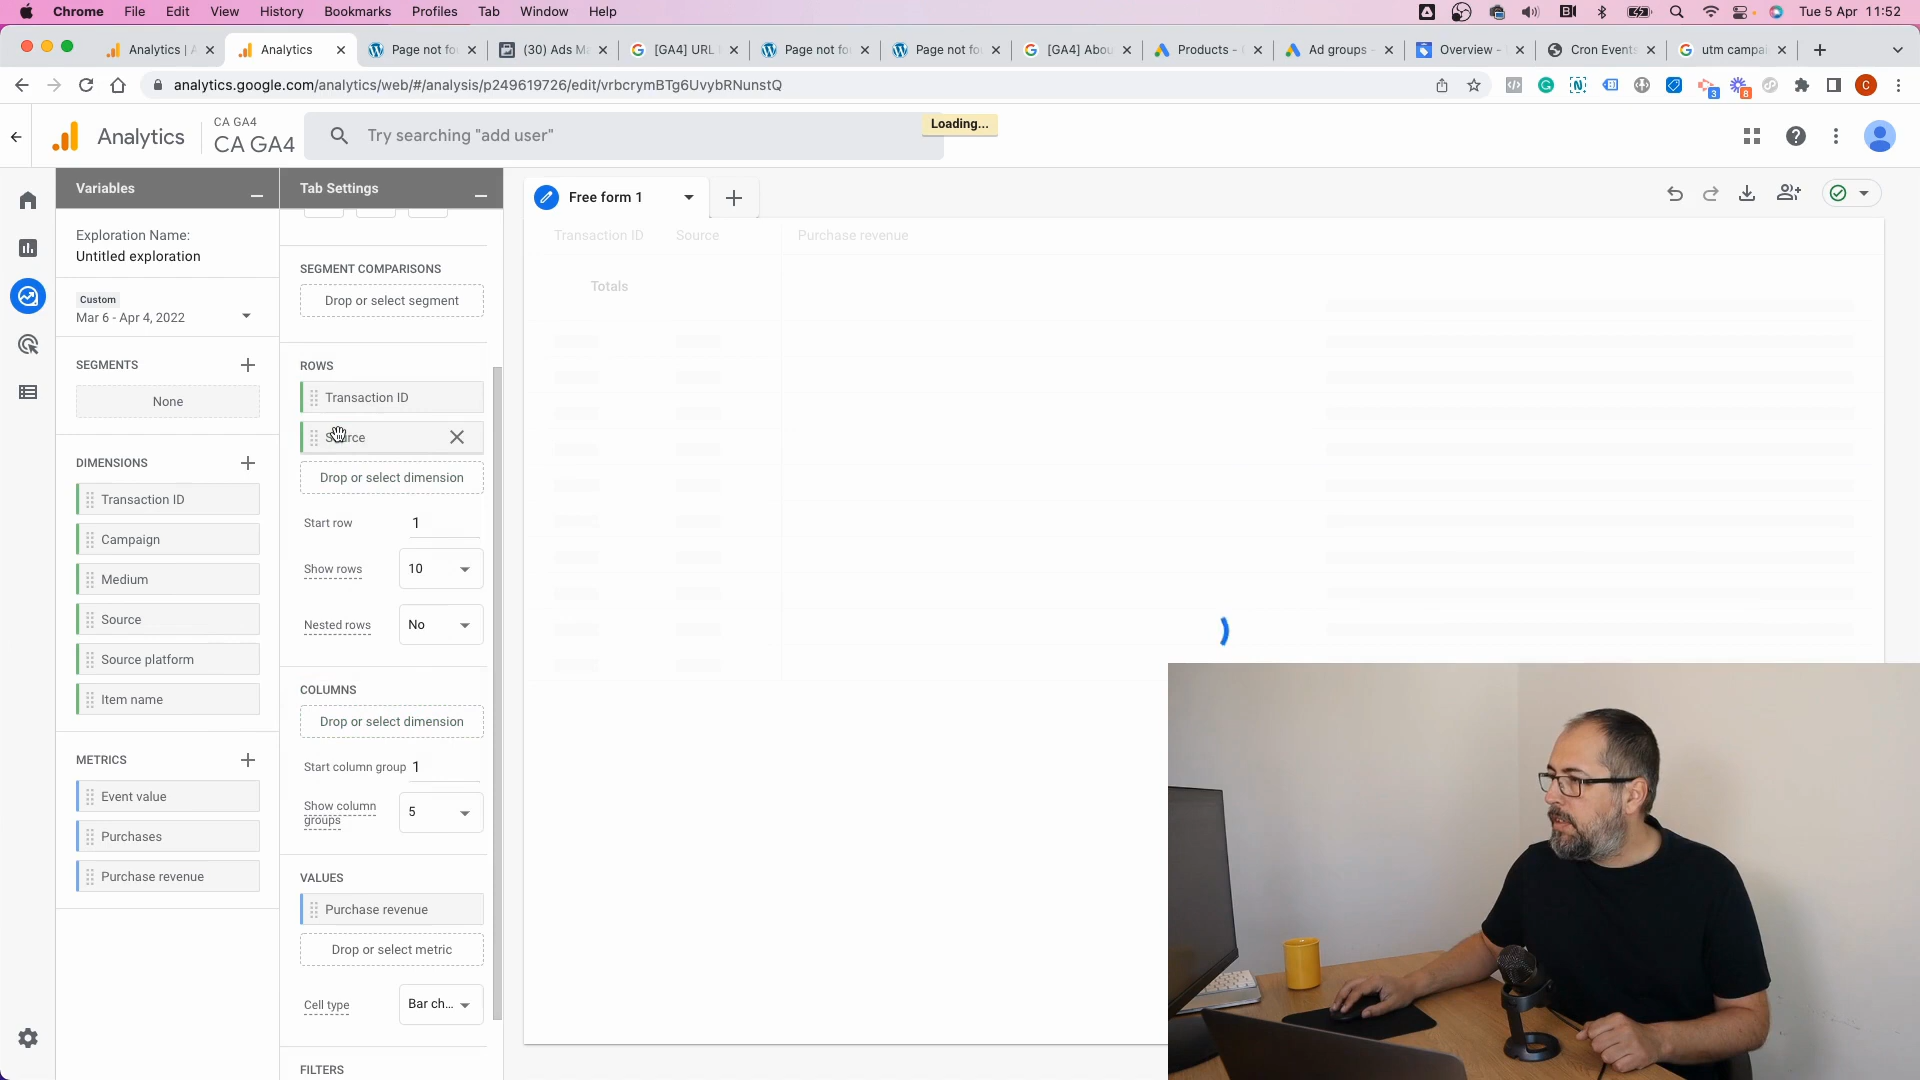 Chrome File Edit View History Bookmarks Profiles Tab Window Help Tue 5 Apr 11:52
Analytics | A Analytics Page not fo (30) Ads Ma [GA4] URL Page not fo Page not fo [GA4] Abou Products - Ad groups - Overview - Cron Events utm campai
analytics.google.com/analytics/web/#/analysis/p249619726/edit/vrbcrymBTg6UvybRNunstQ
3 8 C
Analytics
CA GA4
CA GA4
Try searching "add user"
Loading...
Variables
Tab Settings
Free form 1
Exploration Name:
Untitled exploration
Custom
Mar 6 - Apr 4, 2022
SEGMENTS
None
DIMENSIONS
Transaction ID
Campaign
Medium
Source
Source platform
Item name
METRICS
Event value
Purchases
Purchase revenue
SEGMENT COMPARISONS
Drop or select segment
ROWS
Transaction ID
Source
Drop or select dimension
Start row 1
Show rows 10
Nested rows No
COLUMNS
Drop or select dimension
Start column group 1
Show column groups 5
VALUES
Purchase revenue
Drop or select metric
Cell type Bar ch...
FILTERS
Transaction ID Source Purchase revenue
Totals